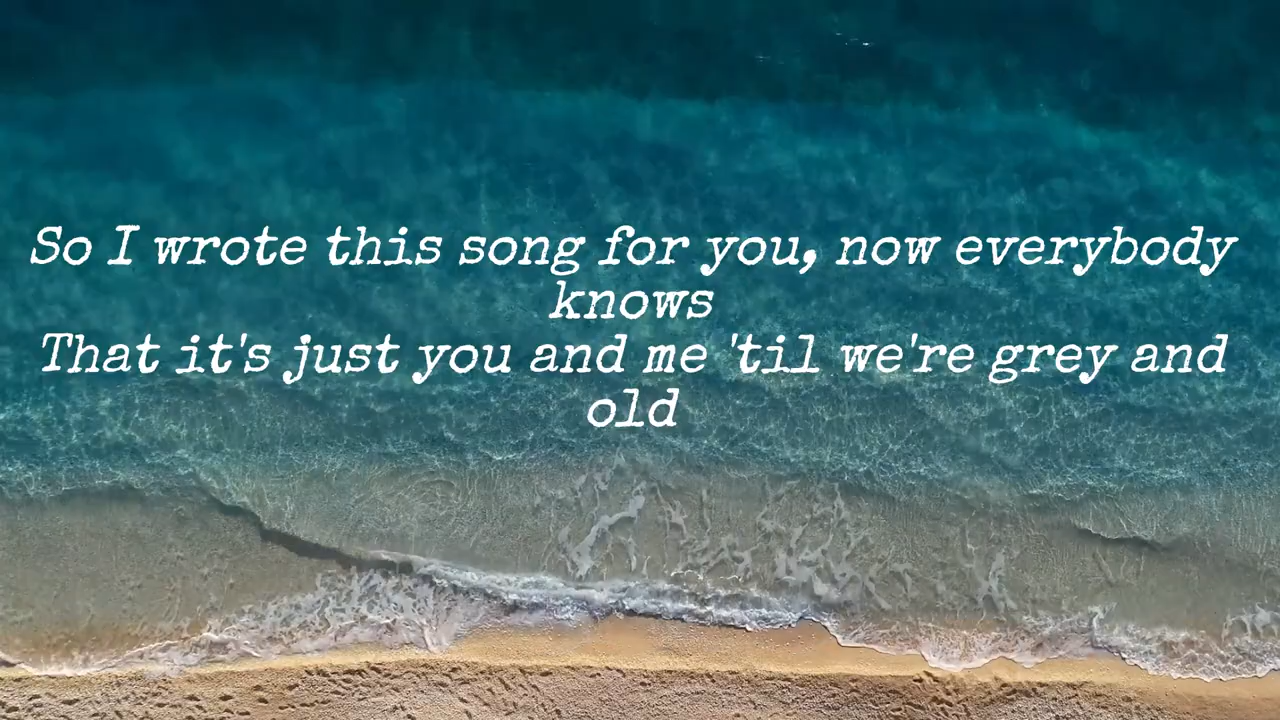 So I wrote this song for you, now everybody
knows
That it's just you and me 'til we're grey and
old